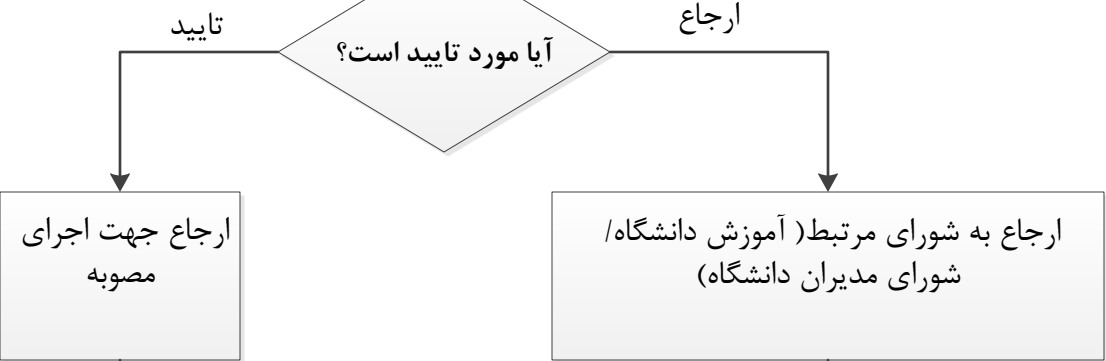 ارجاع
تایید
آیا مورد تایید است؟
ارجاع به شورای مرتبط( آموزش دانشگاه/
شورای مدیران دانشگاه)
ارجاع جهت اجرای
مصوبه